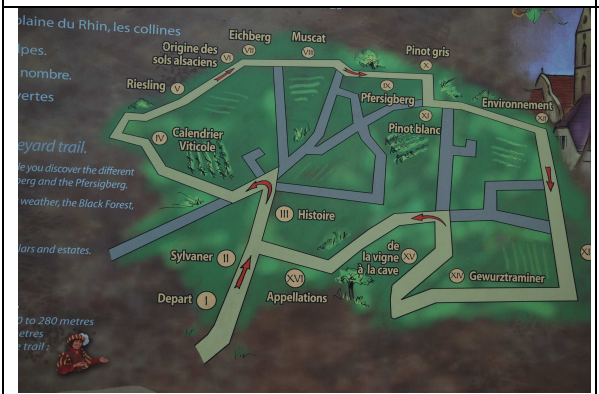 plaine du Rhin, les collines
lpes.
nombre.
vertes
eyard trail.
le you discover the different
berg and the Pfersigberg.
weather, the Black Forest,
lars and estates.
0 to 280 metres
etres
trail :
Eichberg
VII
Muscat
VIII
Origine des
sols alsaciens
VI
Pinot gris
X
Riesling
V
IX
Pfersigberg
Environnement
XII
XI
Pinot blanc
IV
Calendrier
Viticole
III Histoire
Sylvaner II
de
la vigne
à la cave
XV
XIV Gewurztraminer
XVI
Appellations
Depart I